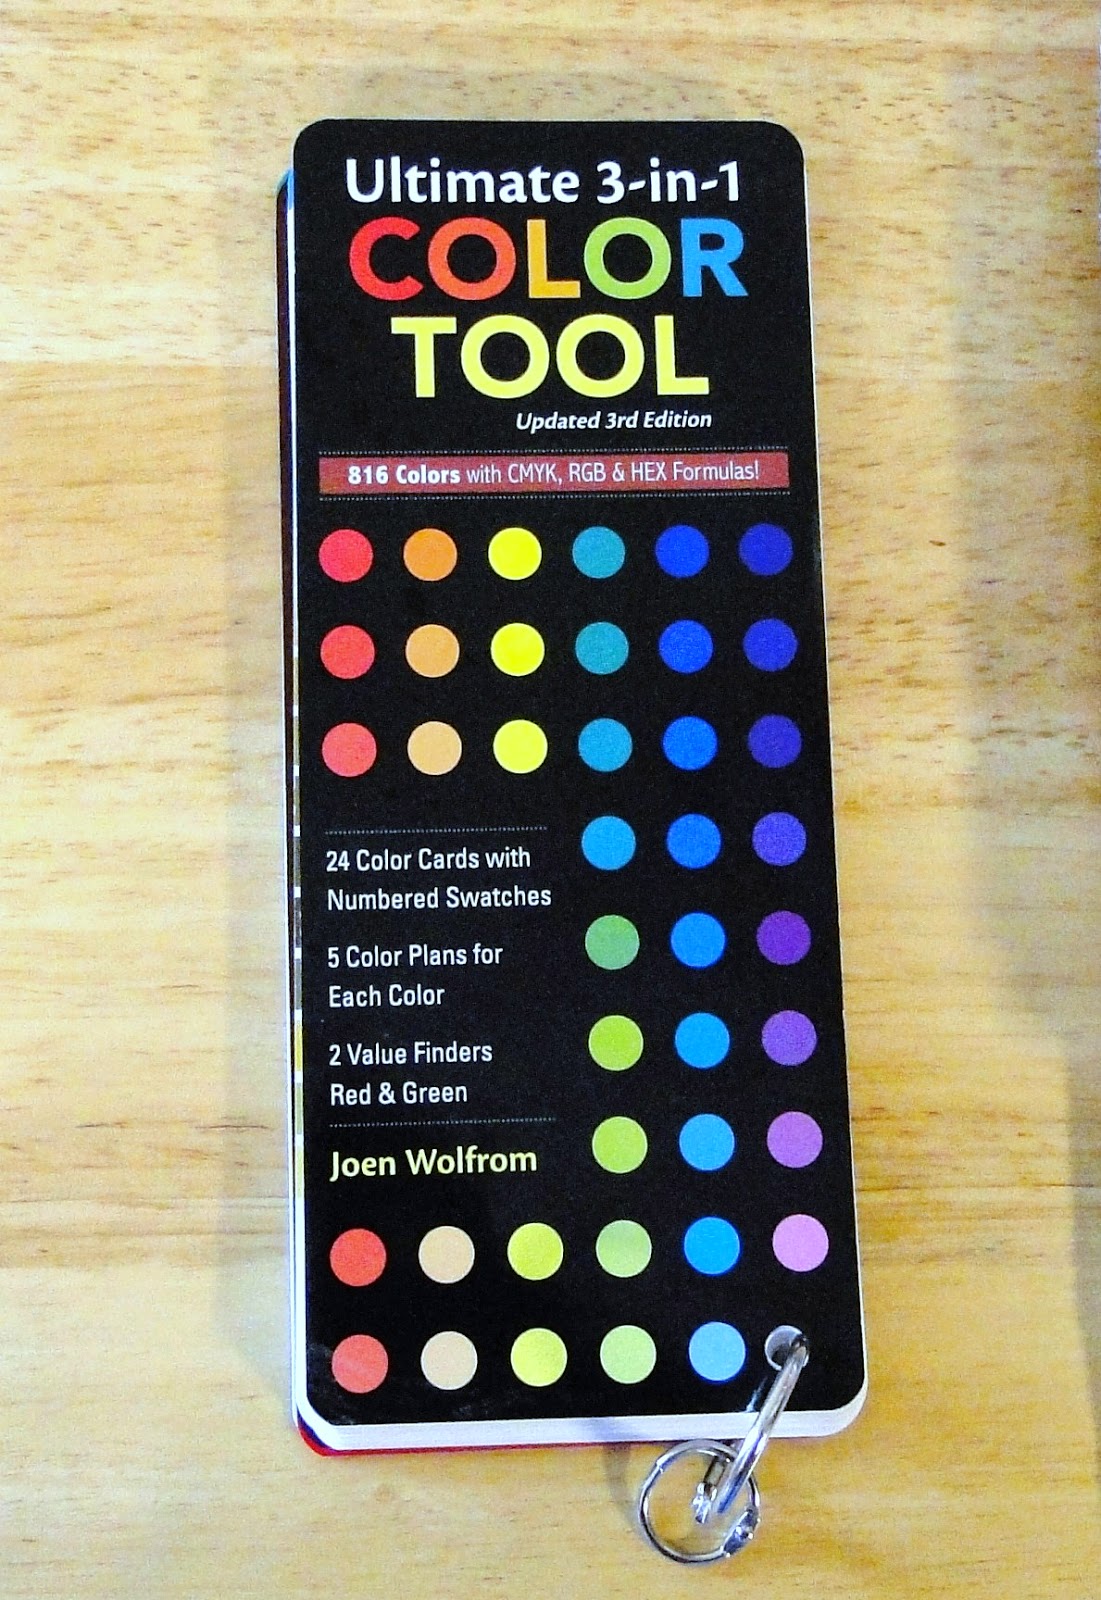 Ultimate 3-in-1
COLOR
TOOL
Updated 3rd Edition
816 Colors with CMYK, RGB & HEX Formulas!
24 Color Cards with
Numbered Swatches
5 Color Plans for
Each Color
2 Value Finders
Red & Green
Joen Wolfrom